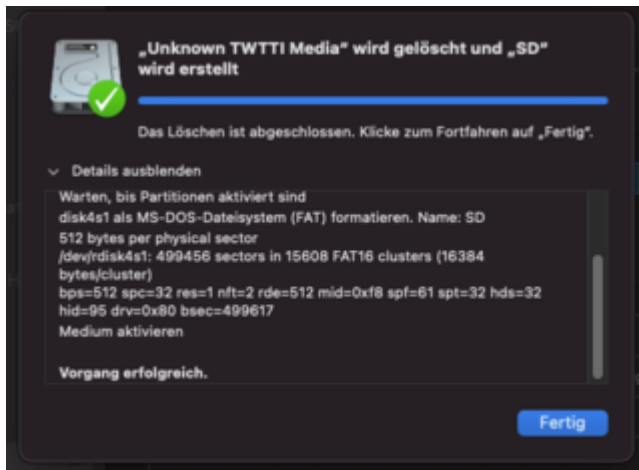 „Unknown TWTTI Media“ wird gelöscht und „SD“
wird erstellt
Das Löschen ist abgeschlossen. Klicke zum Fortfahren auf „Fertig“.
Details ausblenden
Warten, bis Partitionen aktiviert sind
disk4s1 als MS-DOS-Dateisystem (FAT) formatieren. Name: SD
512 bytes per physical sector
/dev/rdisk4s1: 499456 sectors in 15608 FAT16 clusters (16384
bytes/cluster)
bps=512 spc=32 res=1 nft=2 rde=512 mid=0xf8 spf=61 spt=32 hds=32
hid=95 drv=0x80 bsec=499617
Medium aktivieren
Vorgang erfolgreich.
Fertig